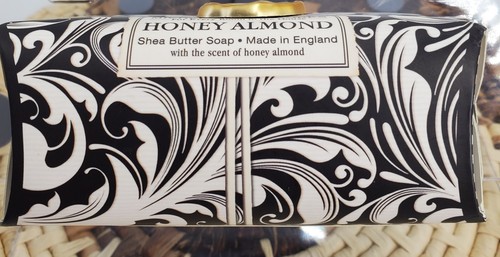 HONEY ALMOND
Shea Butter Soap • Made in England
with the scent of honey almond